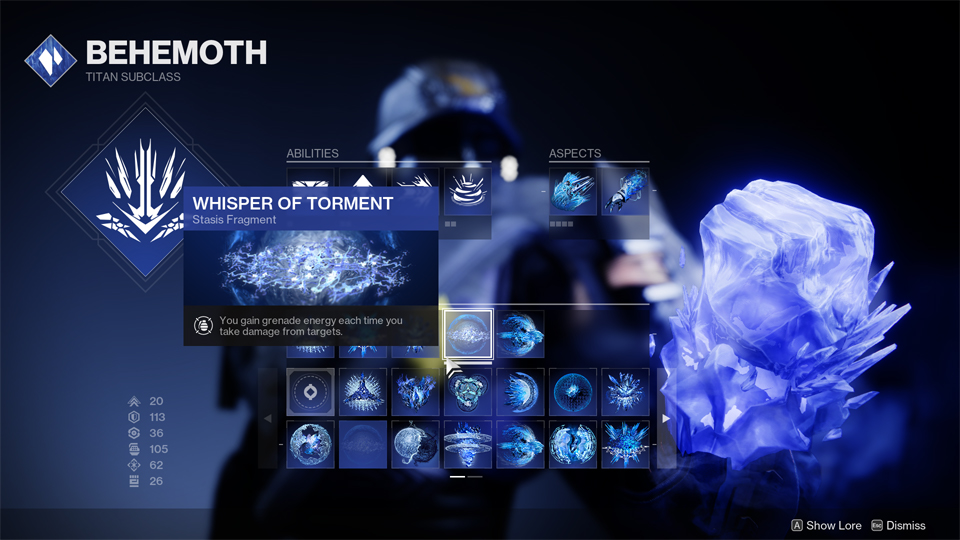 BEHEMOTH
TITAN SUBCLASS
ABILITIES
ASPECTS
WHISPER OF TORMENT
Stasis Fragment
You gain grenade energy each time you
take damage from targets.
20
113
36
105
62
26
A Show Lore Esc Dismiss